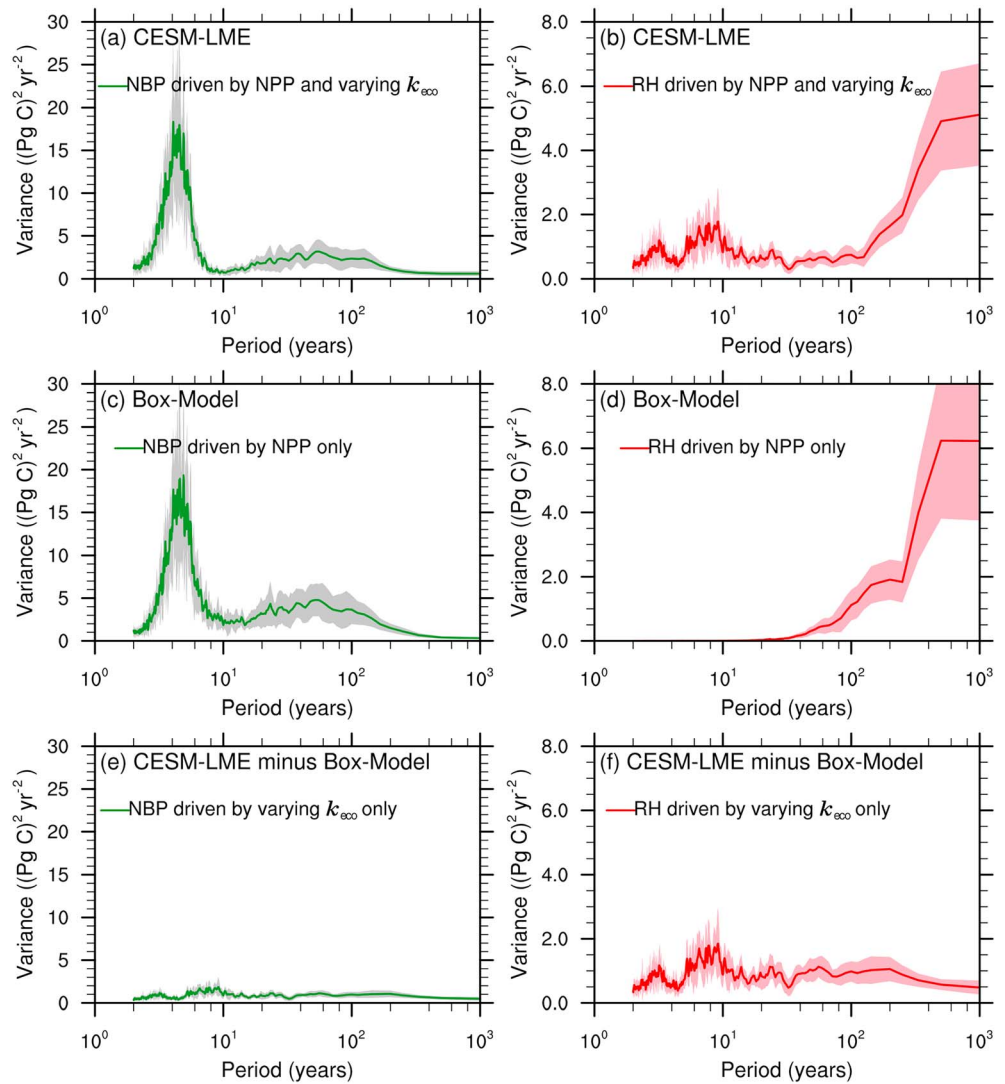 (a) CESM-LME
NBP driven by NPP and varying k eco
Variance ((Pg C)² yr⁻²)
30
25
20
15
10
5
0
10⁰ 10¹ 10² 10³
Period (years)
(b) CESM-LME
RH driven by NPP and varying k eco
Variance ((Pg C)² yr⁻²)
8.0
6.0
4.0
2.0
0.0
10⁰ 10¹ 10² 10³
Period (years)
(c) Box-Model
NBP driven by NPP only
Variance ((Pg C)² yr⁻²)
30
25
20
15
10
5
0
10⁰ 10¹ 10² 10³
Period (years)
(d) Box-Model
RH driven by NPP only
Variance ((Pg C)² yr⁻²)
8.0
6.0
4.0
2.0
0.0
10⁰ 10¹ 10² 10³
Period (years)
(e) CESM-LME minus Box-Model
NBP driven by varying k eco only
Variance ((Pg C)² yr⁻²)
30
25
20
15
10
5
0
10⁰ 10¹ 10² 10³
Period (years)
(f) CESM-LME minus Box-Model
RH driven by varying k eco only
Variance ((Pg C)² yr⁻²)
8.0
6.0
4.0
2.0
0.0
10⁰ 10¹ 10² 10³
Period (years)